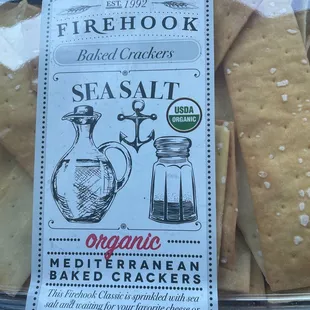 EST. 1992
FIREHOOK
Baked Crackers
SEA SALT
USDA
ORGANIC
organic
MEDITERRANEAN
BAKED CRACKERS
This Firehook Classic is sprinkled with sea
salt and waiting for your favorite cheese or